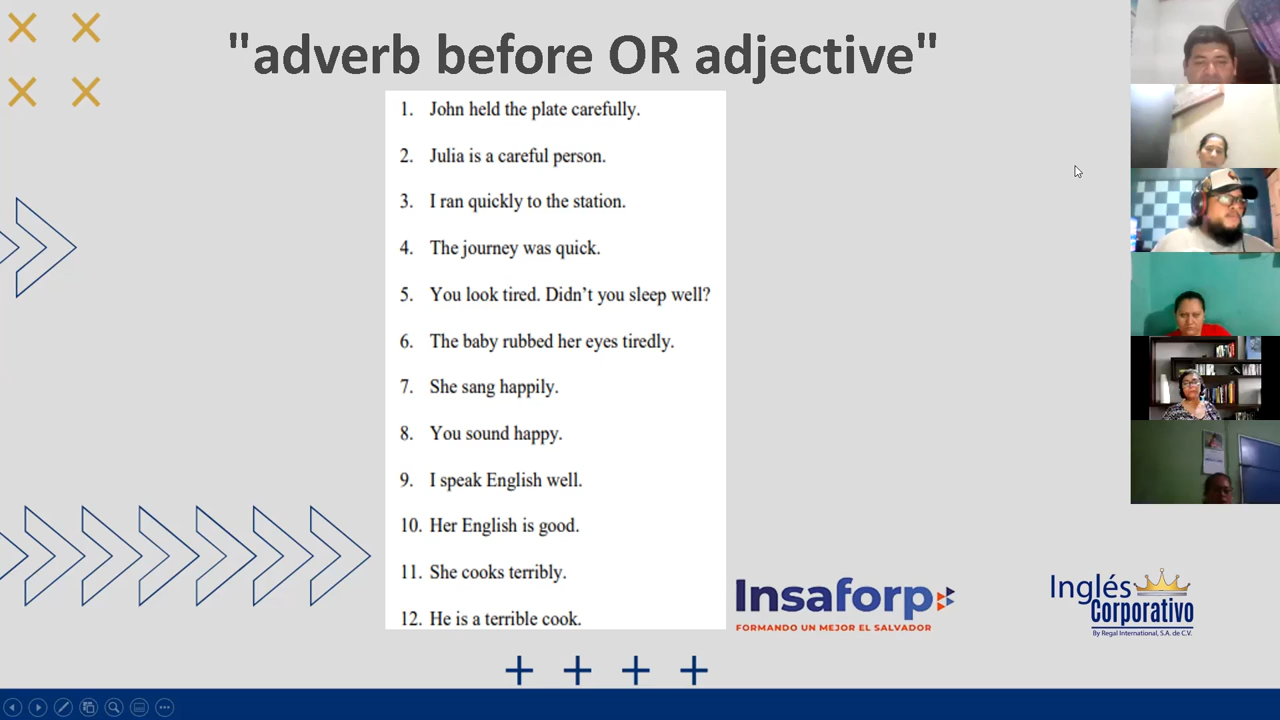 "adverb before OR adjective"
1. John held the plate carefully.
2. Julia is a careful person.
3. I ran quickly to the station.
4. The journey was quick.
5. You look tired. Didn't you sleep well?
6. The baby rubbed her eyes tiredly.
7. She sang happily.
8. You sound happy.
9. I speak English well.
10. Her English is good.
11. She cooks terribly.
12. He is a terrible cook.
Insaforp
FORMANDO UN MEJOR EL SALVADOR
Inglés
Corporativo
By Regal International, S.A. de C.V.